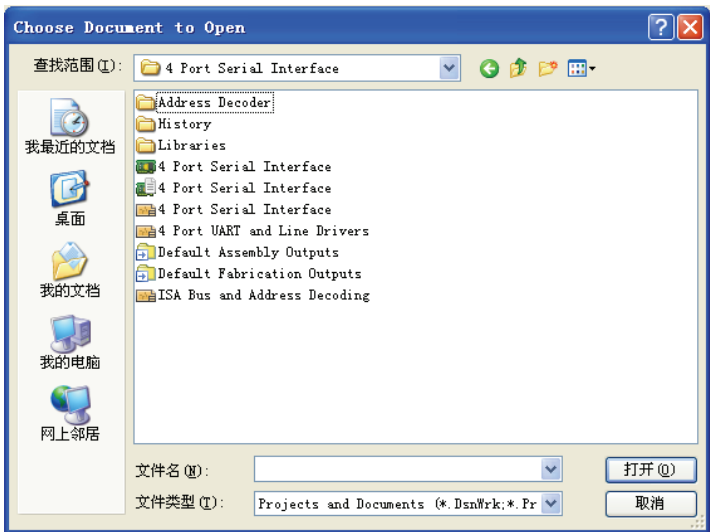 Choose Document to Open
查找范围(I): 4 Port Serial Interface
我最近的文档
桌面
我的文档
我的电脑
网上邻居
Address Decoder
History
Libraries
4 Port Serial Interface
4 Port Serial Interface
4 Port Serial Interface
4 Port UART and Line Drivers
Default Assembly Outputs
Default Fabrication Outputs
ISA Bus and Address Decoding
文件名(N): 打开(O)
文件类型(T): Projects and Documents (*.DsnWrk;*.Pr 取消